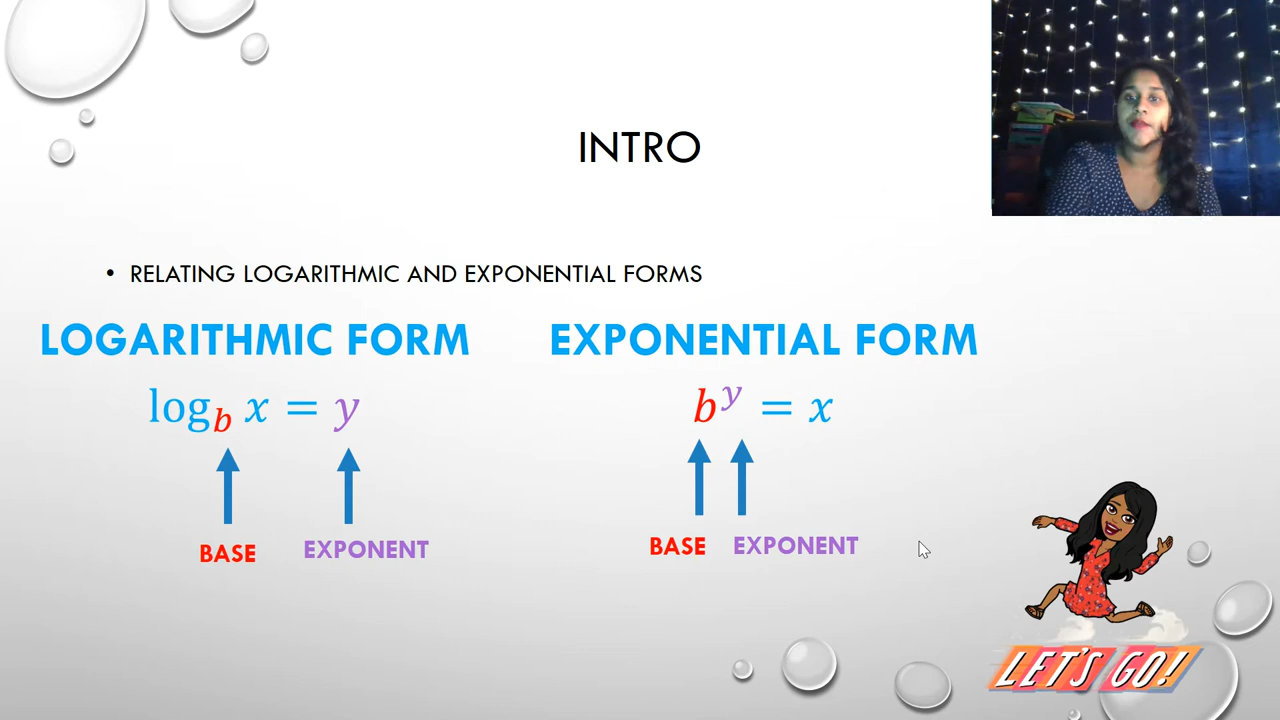 INTRO
• RELATING LOGARITHMIC AND EXPONENTIAL FORMS
LOGARITHMIC FORM
log_b x = y
BASE
EXPONENT
EXPONENTIAL FORM
b^y = x
BASE
EXPONENT
LET'S GO!